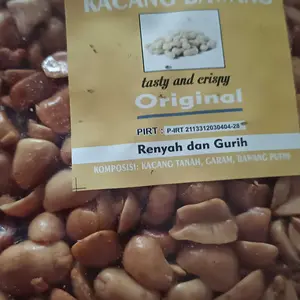 KACANG BAWANG
tasty and crispy
Original
PIRT : P-IRT 2113312030404-28
Renyah dan Gurih
KOMPOSISI: KACANG TANAH, GARAM, BAWANG PUTIH